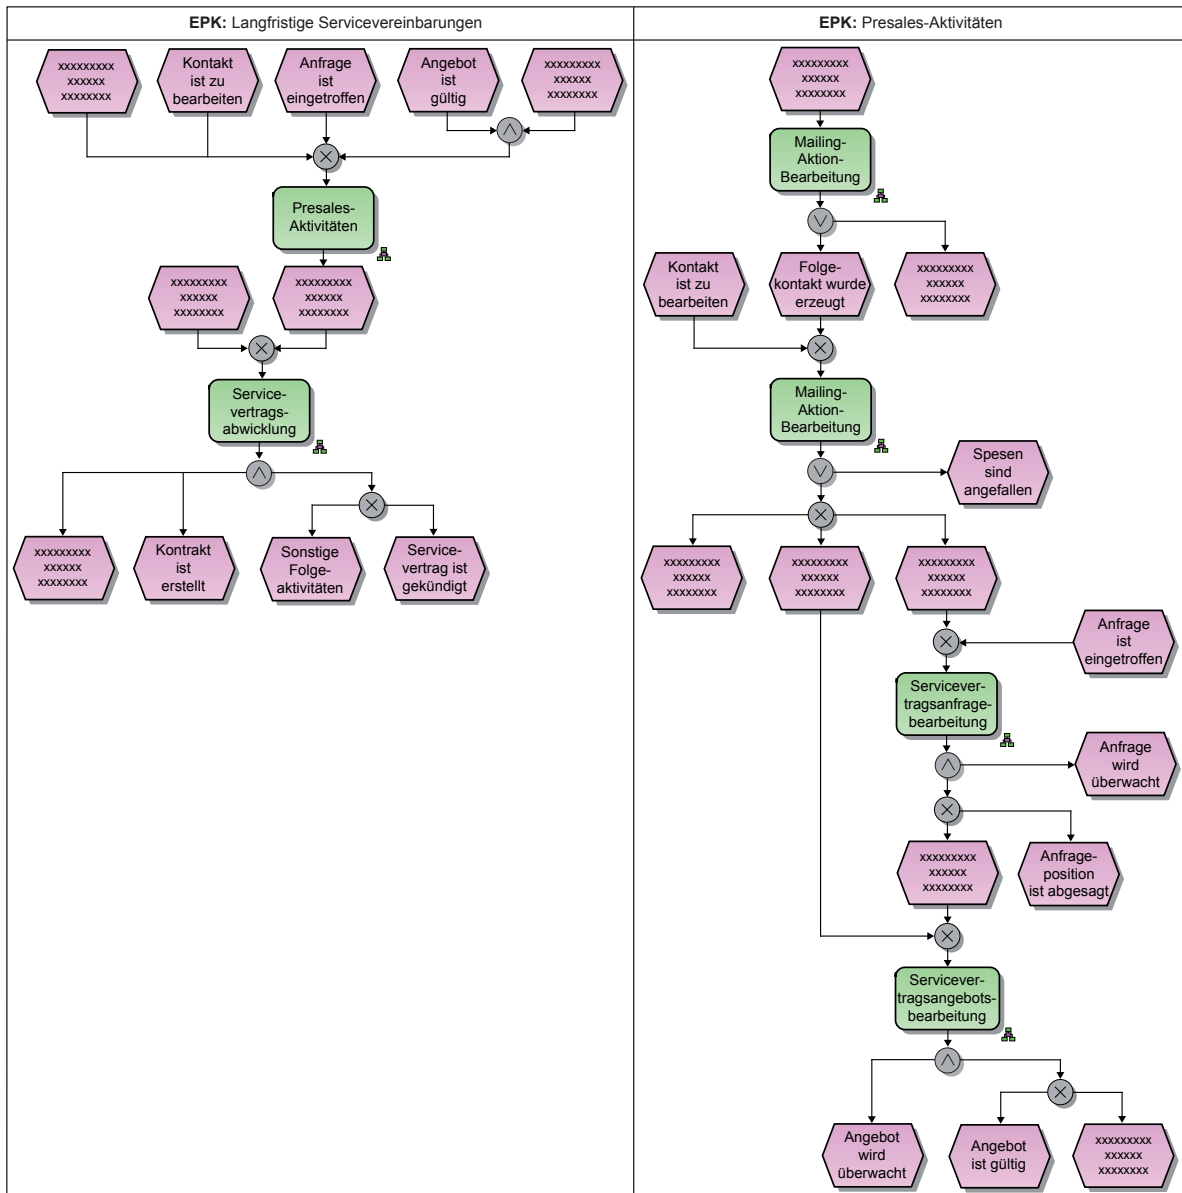 EPK: Langfristige Servicevereinbarungen
xxxxxxxxx
xxxxxx
xxxxxxxx
Kontakt
ist zu
bearbeiten
Anfrage
ist
eingetroffen
Angebot
ist
gültig
xxxxxxxxx
xxxxxx
xxxxxxxx
Presales-
Aktivitäten
xxxxxxxxx
xxxxxx
xxxxxxxx
xxxxxxxxx
xxxxxx
xxxxxxxx
Service-
vertrags-
abwicklung
xxxxxxxxx
xxxxxx
xxxxxxxx
Kontrakt
ist
erstellt
Sonstige
Folge-
aktivitäten
Service-
vertrag ist
gekündigt
EPK: Presales-Aktivitäten
xxxxxxxxx
xxxxxx
xxxxxxxx
Mailing-
Aktion-
Bearbeitung
Kontakt
ist zu
bearbeiten
Folge-
kontakt wurde
erzeugt
xxxxxxxxx
xxxxxx
xxxxxxxx
Mailing-
Aktion-
Bearbeitung
Spesen
sind
angefallen
xxxxxxxxx
xxxxxx
xxxxxxxx
xxxxxxxxx
xxxxxx
xxxxxxxx
xxxxxxxxx
xxxxxx
xxxxxxxx
Anfrage
ist
eingetroffen
Servicever-
tragsanfrage-
bearbeitung
Anfrage
wird
überwacht
xxxxxxxxx
xxxxxx
xxxxxxxx
Anfrage-
position
ist abgesagt
Servicever-
tragsangebots-
bearbeitung
Angebot
wird
überwacht
Angebot
ist gültig
xxxxxxxxx
xxxxxx
xxxxxxxx